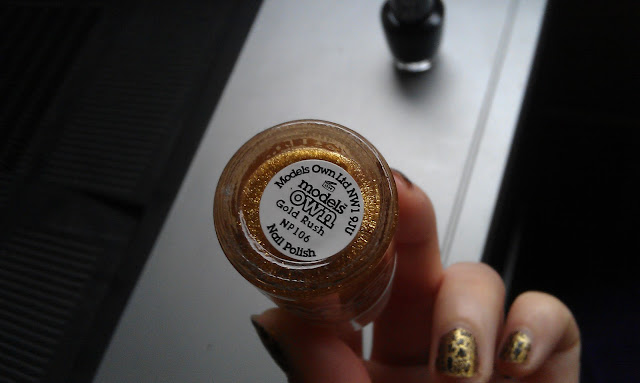 Models Own Ltd NW1 9JU
models
own
Gold Rush
NP106
Nail Polish